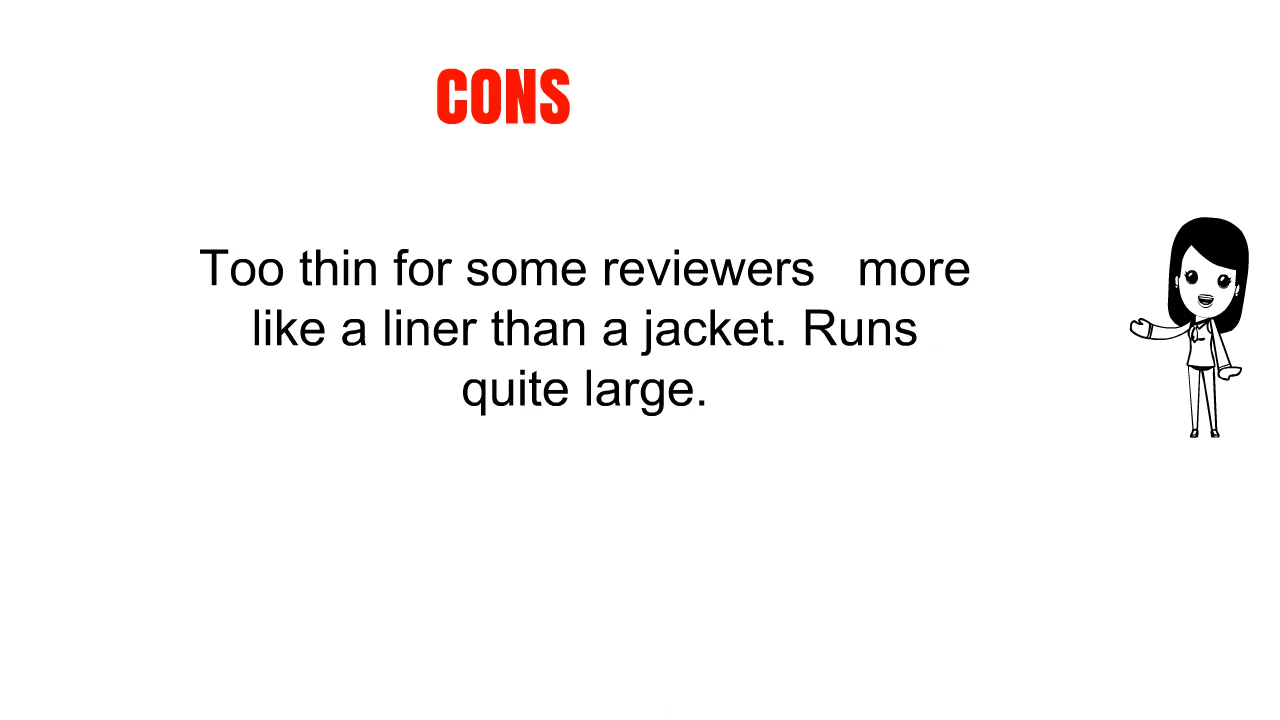 CONS
Too thin for some reviewers   more
like a liner than a jacket. Runs
quite large.